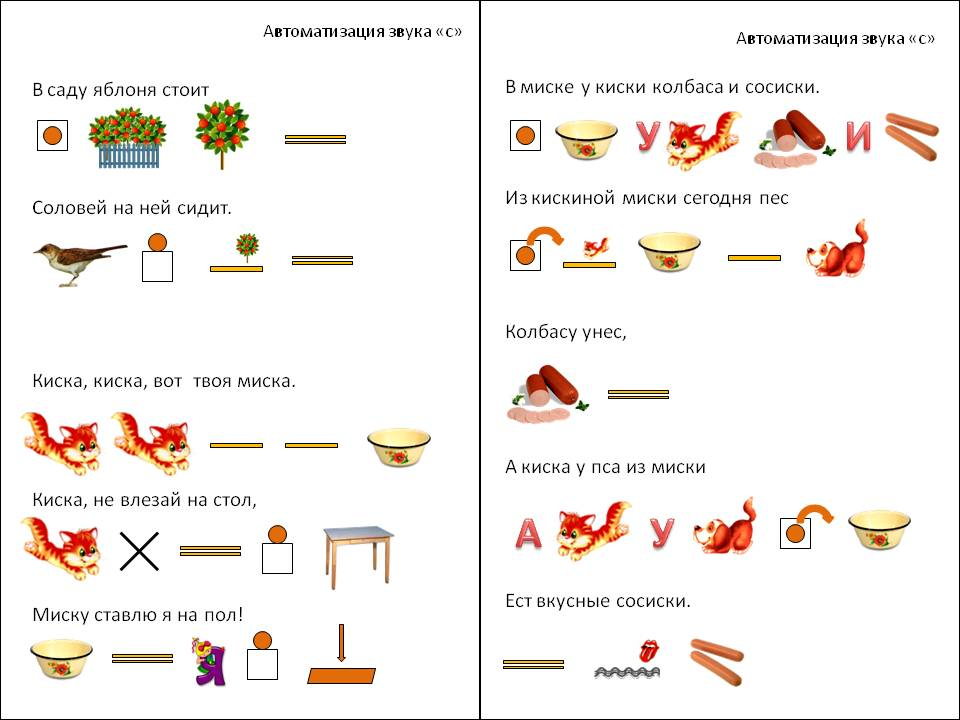 Автоматизация звука «с»
В саду яблоня стоит
Соловей на ней сидит.
Киска, киска, вот твоя миска.
Киска, не влезай на стол,
Миску ставлю я на пол!
Я
Автоматизация звука «с»
В миске у киски колбаса и сосиски.
У И
Из кискиной миски сегодня пес
Колбасу унес,
А киска у пса из миски
А У
Ест вкусные сосиски.